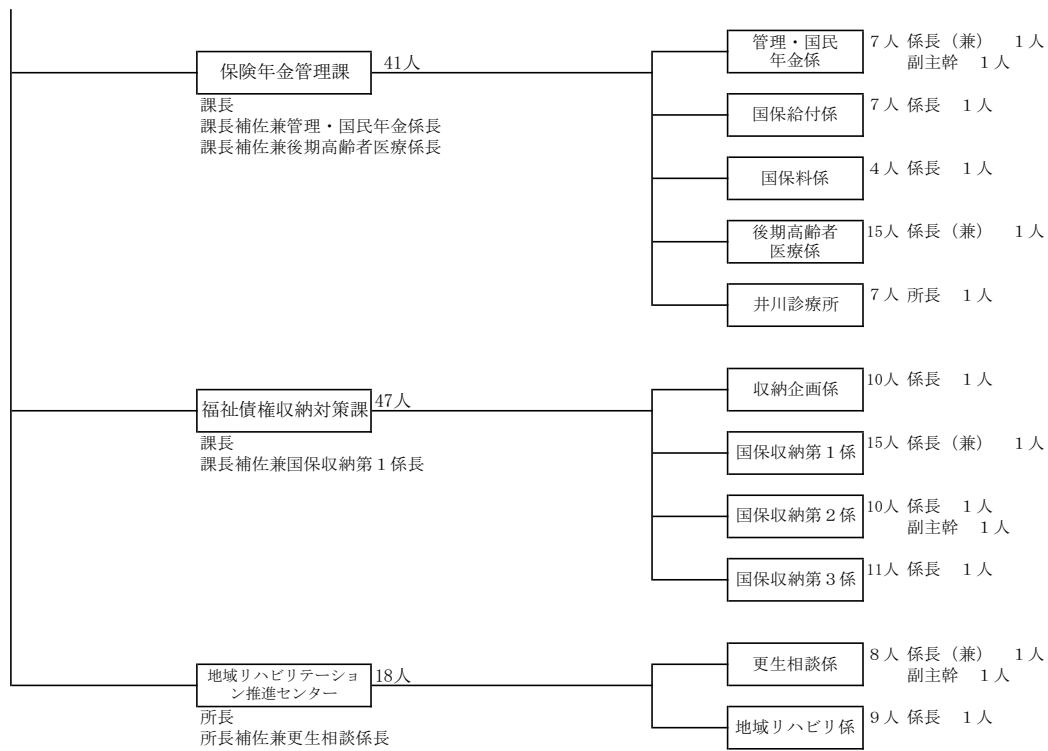 保険年金管理課 41人
課長
課長補佐兼管理・国民年金係長
課長補佐兼後期高齢者医療係長
管理・国民
年金係
7人 係長（兼） 1人
副主幹 1人
国保給付係 7人 係長 1人
国保料係 4人 係長 1人
後期高齢者
医療係
15人 係長（兼） 1人
井川診療所 7人 所長 1人
福祉債権収納対策課 47人
課長
課長補佐兼国保収納第1係長
収納企画係 10人 係長 1人
国保収納第1係 15人 係長（兼） 1人
国保収納第2係 10人 係長 1人
副主幹 1人
国保収納第3係 11人 係長 1人
地域リハビリテーショ
ン推進センター
18人
所長
所長補佐兼更生相談係長
更生相談係 8人 係長（兼） 1人
副主幹 1人
地域リハビリ係 9人 係長 1人